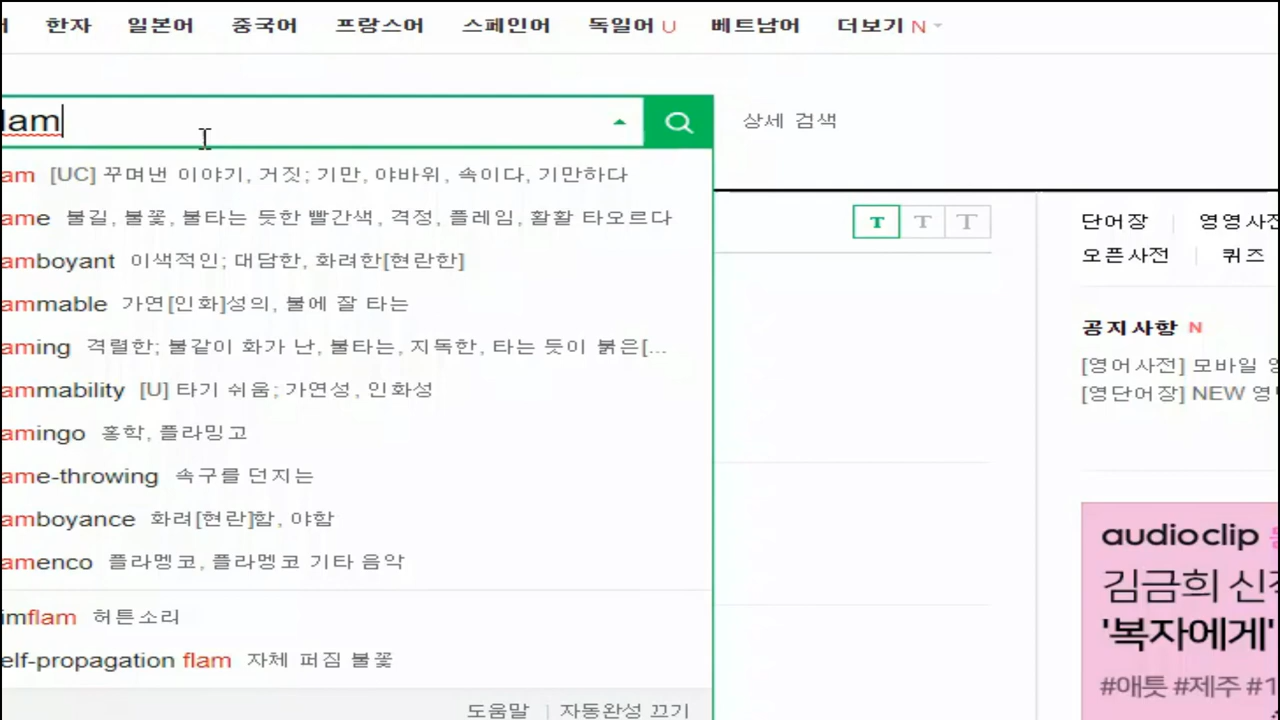 한자 일본어 중국어 프랑스어 스페인어 독일어 U 베트남어 더보기 N
lam
상세 검색
am [UC] 꾸며낸 이야기, 거짓; 기만, 야바위, 속이다, 기만하다
ame 불길, 불꽃, 불타는 듯한 빨간색, 격정, 플레임, 활활 타오르다
amboyant 이색적인; 대담한, 화려한[현란한]
ammable 가연[인화]성의, 불에 잘 타는
aming 격렬한; 불같이 화가 난, 불타는, 지독한, 타는 듯이 붉은[...
ammability [U] 타기 쉬움; 가연성, 인화성
amingo 홍학, 플라밍고
ame-throwing 속구를 던지는
amboyance 화려[현란]함, 야함
amenco 플라멩코, 플라멩코 기타 음악
imflam 허튼소리
elf-propagation flam 자체 퍼짐 불꽃
도움말 자동완성 끄기
T T T
단어장 영영사전
오픈사전 퀴즈
공지사항 N
[영어사전] 모바일
[영단어장] NEW
audioclip
김금희 신
'복자에게'
#애틋 #제주 #1